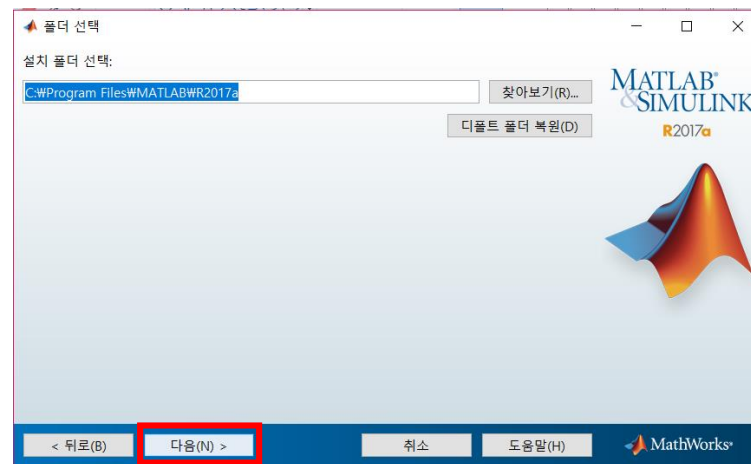 폴더 선택
설치 폴더 선택:
C:₩Program Files₩MATLAB₩R2017a
찾아보기(R)...
디폴트 폴더 복원(D)
MATLAB®
&SIMULINK
R2017a
< 뒤로(B)
다음(N) >
취소
도움말(H)
MathWorks®